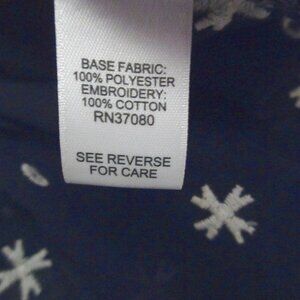 BASE FABRIC:
100% POLYESTER
EMBROIDERY:
100% COTTON
RN37080
SEE REVERSE
FOR CARE